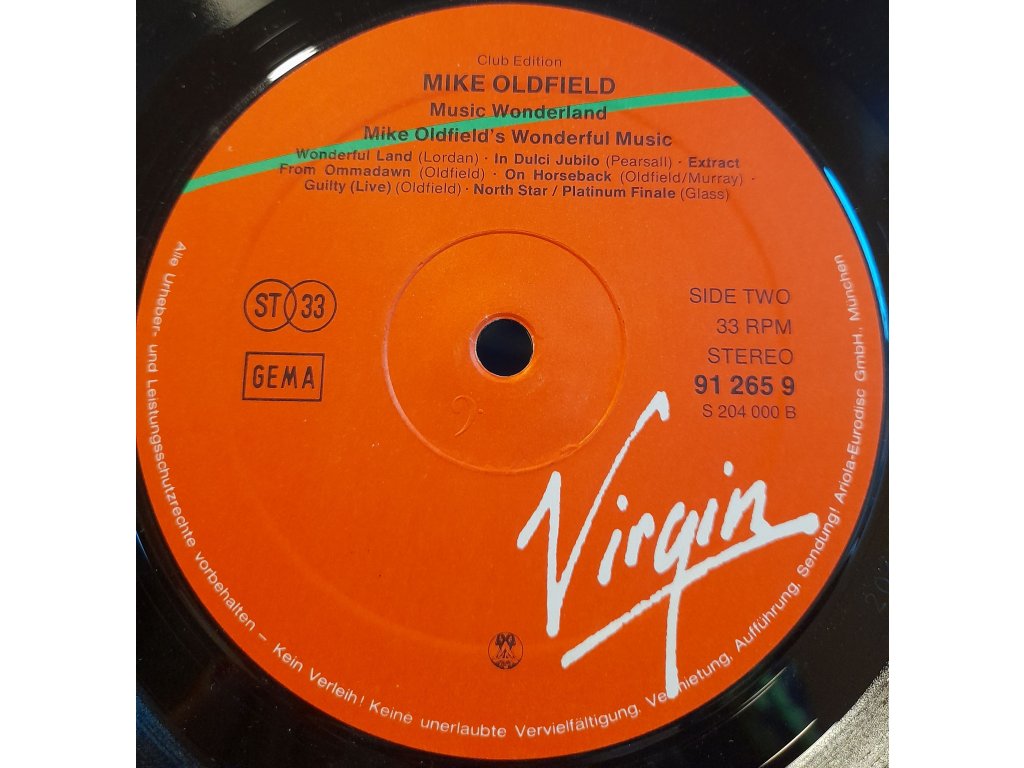 Club Edition
MIKE OLDFIELD
Music Wonderland
Mike Oldfield's Wonderful Music
Wonderful Land (Lordan) · In Dulci Jubilo (Pearsall) · Extract
From Ommadawn (Oldfield) · On Horseback (Oldfield/Murray) ·
Guilty (Live) (Oldfield) · North Star / Platinum Finale (Glass)
ST 33
GEMA
SIDE TWO
33 RPM
STEREO
91 265 9
S 204 000 B
Virgin
Alle Urheber- und Leistungsschutzrechte vorbehalten – Kein Verleih! Keine unerlaubte Vervielfältigung, Vermietung, Aufführung, Sendung! Ariola-Eurodisc GmbH, München